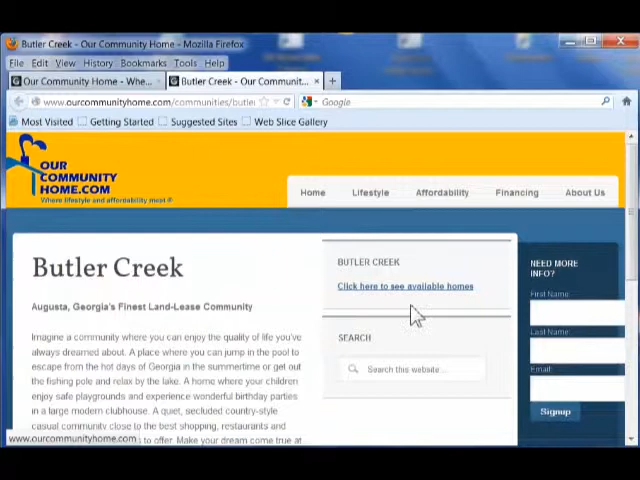 Butler Creek - Our Community Home - Mozilla Firefox
File Edit View History Bookmarks Tools Help
Our Community Home - Whe... Butler Creek - Our Communit...
www.ourcommunityhome.com/communities/butle Google
Most Visited Getting Started Suggested Sites Web Slice Gallery
OUR
COMMUNITY
HOME.COM
Where lifestyle and affordability meet ®
Home Lifestyle Affordability Financing About Us
Butler Creek
Augusta, Georgia's Finest Land-Lease Community
Imagine a community where you can enjoy the quality of life you've
always dreamed about. A place where you can jump in the pool to
escape from the hot days of Georgia in the summertime or get out
the fishing pole and relax by the lake. A home where your children
enjoy safe playgrounds and experience wonderful birthday parties
in a large modern clubhouse. A quiet, secluded country-style
casual community close to the best shopping, restaurants and
to offer. Make your dream come true at
BUTLER CREEK
Click here to see available homes
SEARCH
Search this website...
NEED MORE
INFO?
First Name:
Last Name:
Email:
Signup
www.ourcommunityhome.com